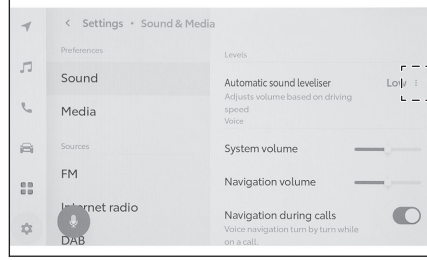 < Settings • Sound & Media
Preferences
Sound
Media
Sources
FM
Internet radio
DAB
Levels
Automatic sound leveliser
Low
Adjusts volume based on driving
speed
Voice
System volume
Navigation volume
Navigation during calls
Voice navigation turn by turn while
on a call.